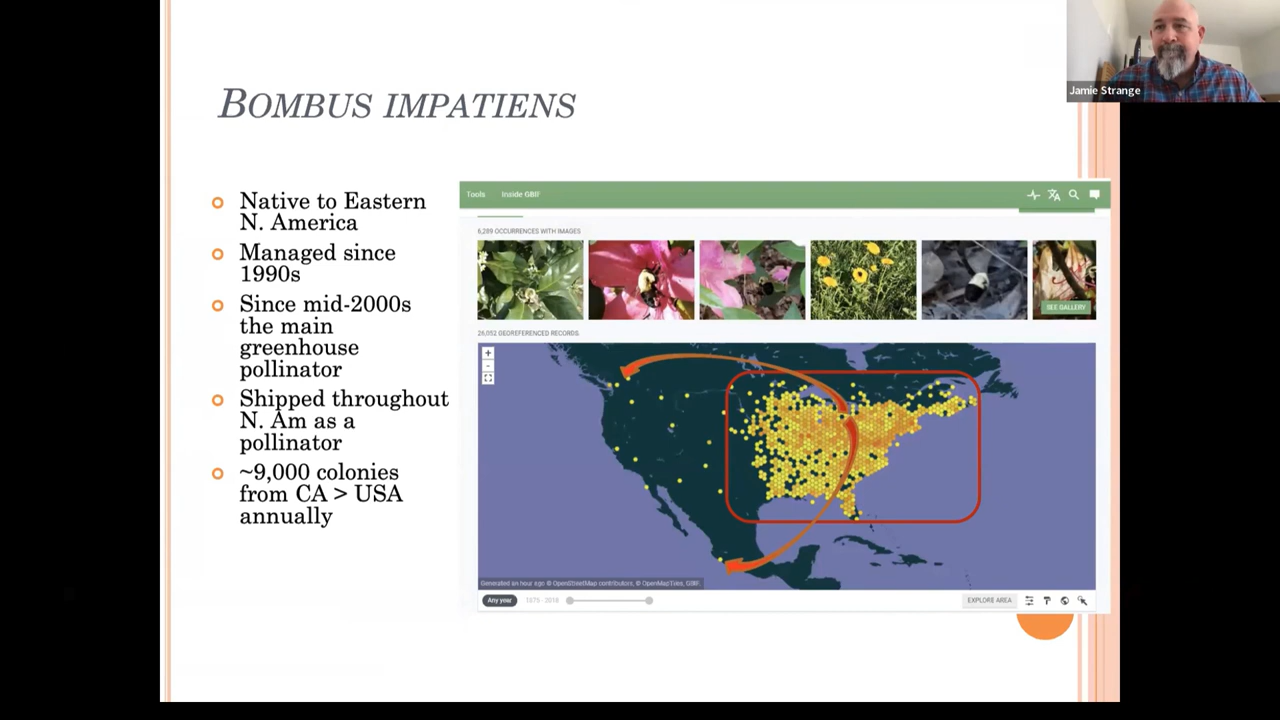 BOMBUS IMPATIENS
Native to Eastern
N. America
Managed since
1990s
Since mid-2000s
the main
greenhouse
pollinator
Shipped throughout
N. Am as a
pollinator
~9,000 colonies
from CA > USA
annually
Tools Inside GBIF
6,289 OCCURRENCES WITH IMAGES
SEE GALLERY
26,052 GEOREFERENCED RECORDS
+
-
Generated an hour ago © OpenStreetMap contributors, © OpenMapTiles, GBIF.
Any year 1975 - 2018 EXPLORE AREA
Jamie Strange